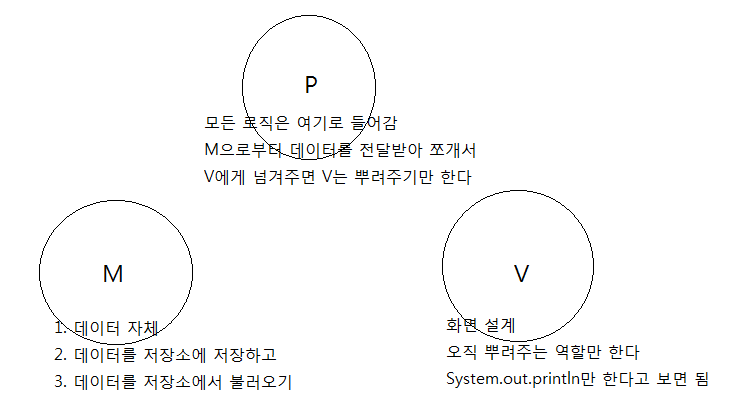 P
모든 로직은 여기로 들어감
M으로부터 데이터를 전달받아 쪼개서
V에게 넘겨주면 V는 뿌려주기만 한다
M
1. 데이터 자체
2. 데이터를 저장소에 저장하고
3. 데이터를 저장소에서 불러오기
V
화면 설계
오직 뿌려주는 역할만 한다
System.out.println만 한다고 보면 됨